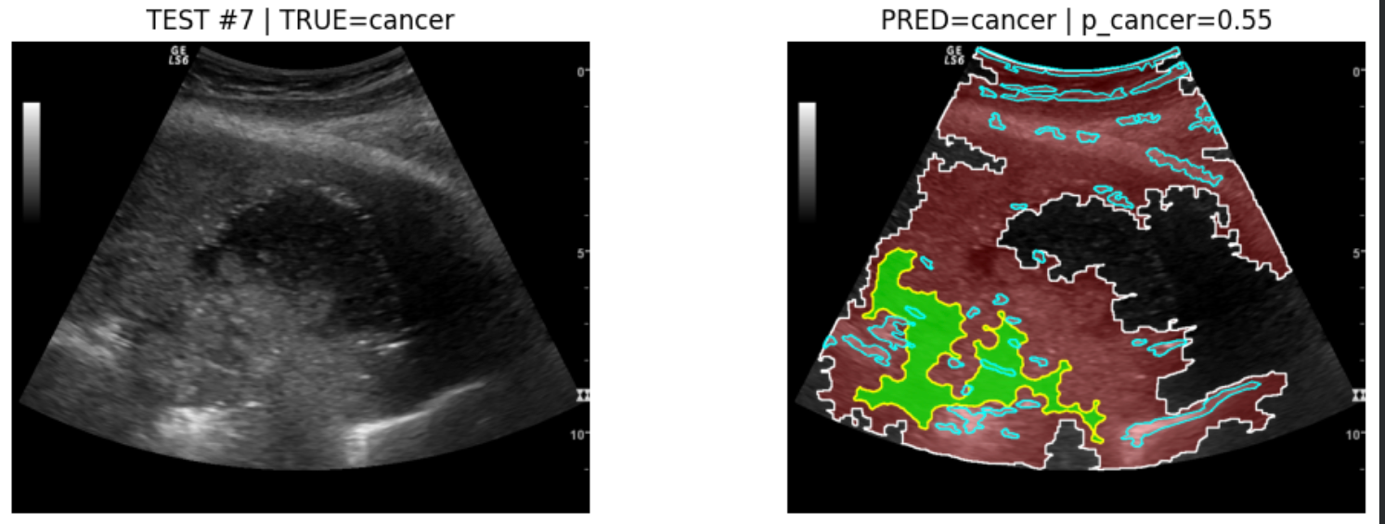 TEST #7 | TRUE=cancer
GE
LS6
0
5
10
PRED=cancer | p_cancer=0.55
GE
LS6
0
5
10